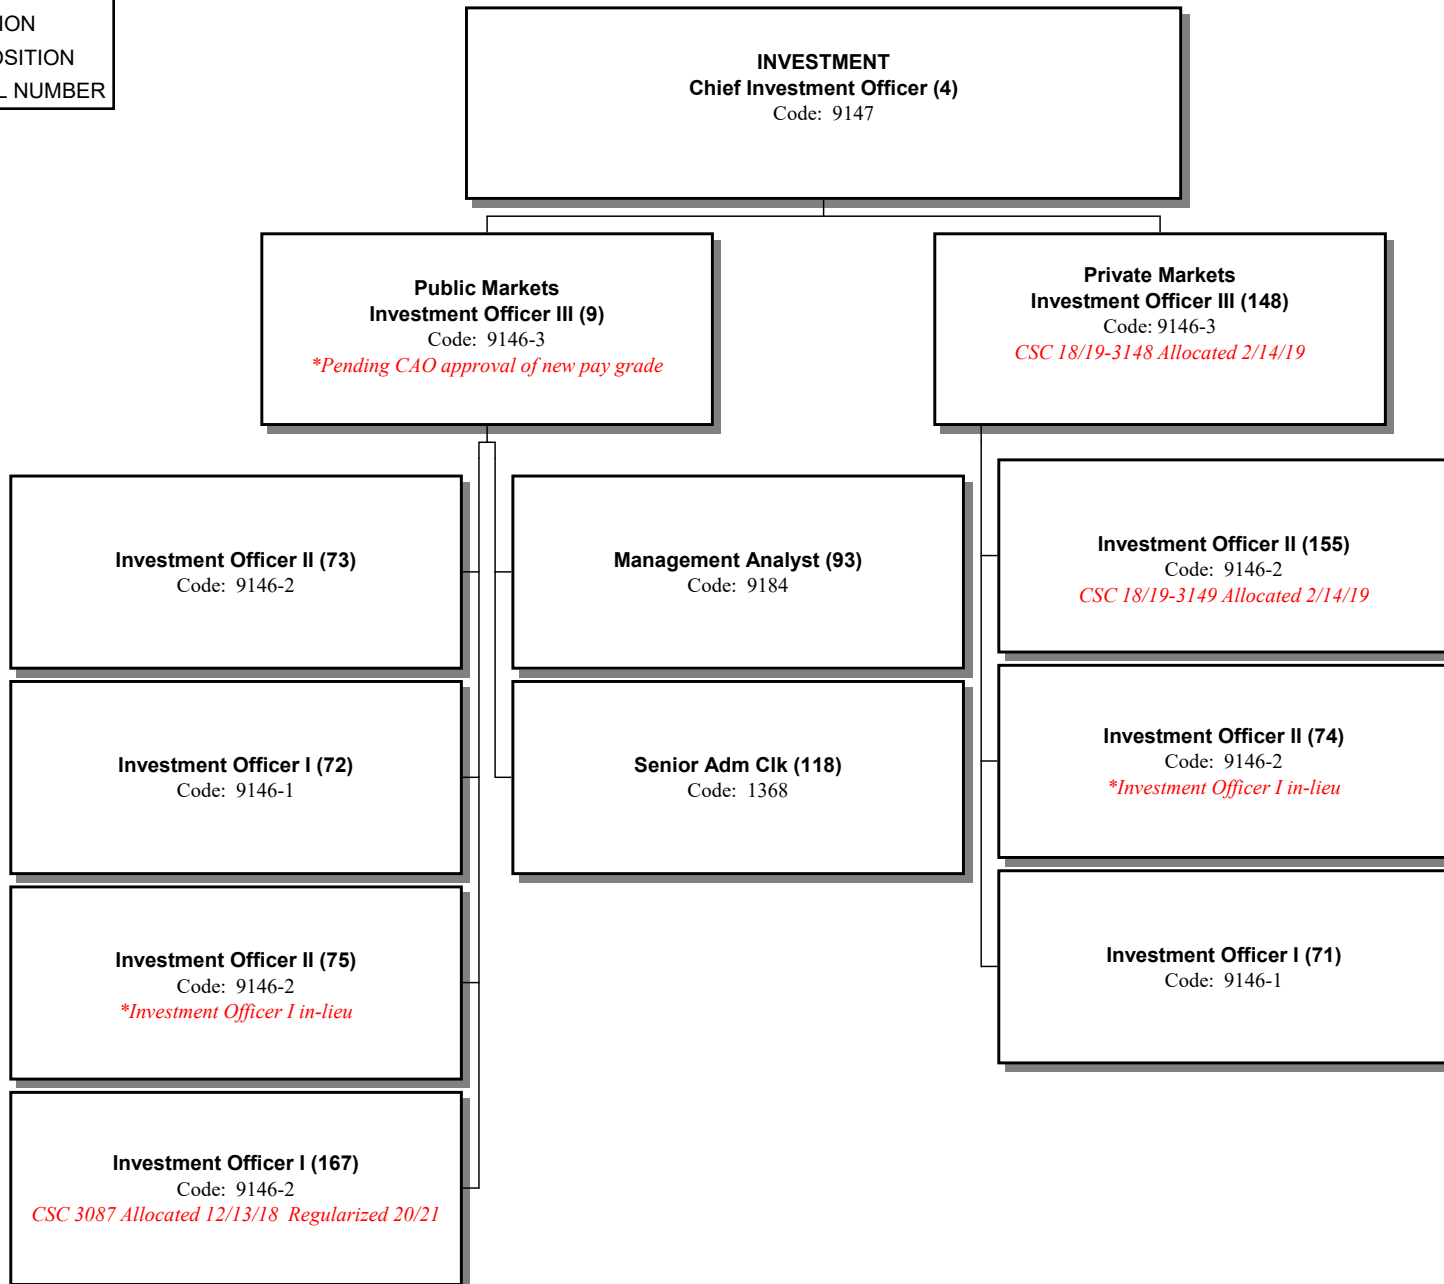 NUMBER
INVESTMENT
Chief Investment Officer (4)
Code: 9147
Public Markets
Investment Officer III (9)
Code: 9146-3
*Pending CAO approval of new pay grade
Private Markets
Investment Officer III (148)
Code: 9146-3
CSC 18/19-3148 Allocated 2/14/19
Investment Officer II (73)
Code: 9146-2
Management Analyst (93)
Code: 9184
Investment Officer II (155)
Code: 9146-2
CSC 18/19-3149 Allocated 2/14/19
Investment Officer I (72)
Code: 9146-1
Senior Adm Clk (118)
Code: 1368
Investment Officer II (74)
Code: 9146-2
*Investment Officer I in-lieu
Investment Officer II (75)
Code: 9146-2
*Investment Officer I in-lieu
Investment Officer I (71)
Code: 9146-1
Investment Officer I (167)
Code: 9146-2
CSC 3087 Allocated 12/13/18 Regularized 20/21